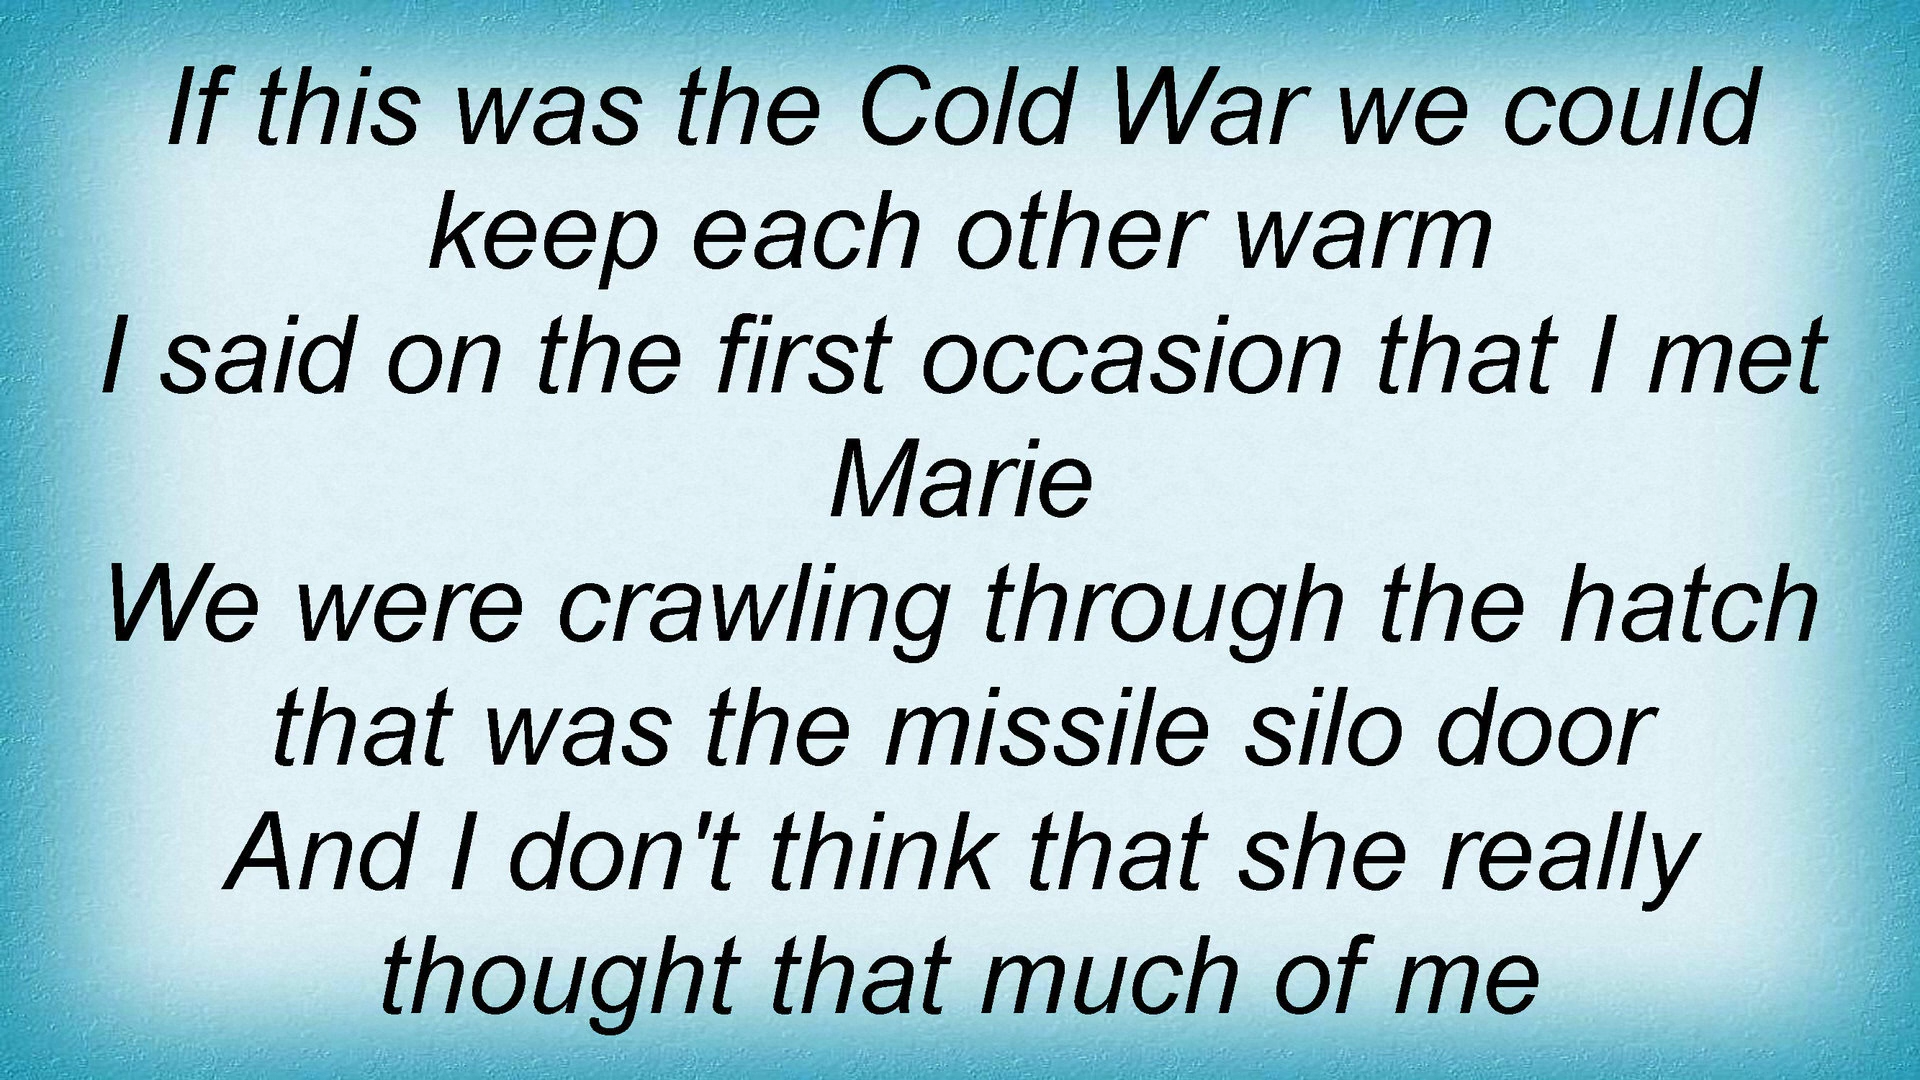 If this was the Cold War we could
keep each other warm
I said on the first occasion that I met
Marie
We were crawling through the hatch
that was the missile silo door
And I don't think that she really
thought that much of me